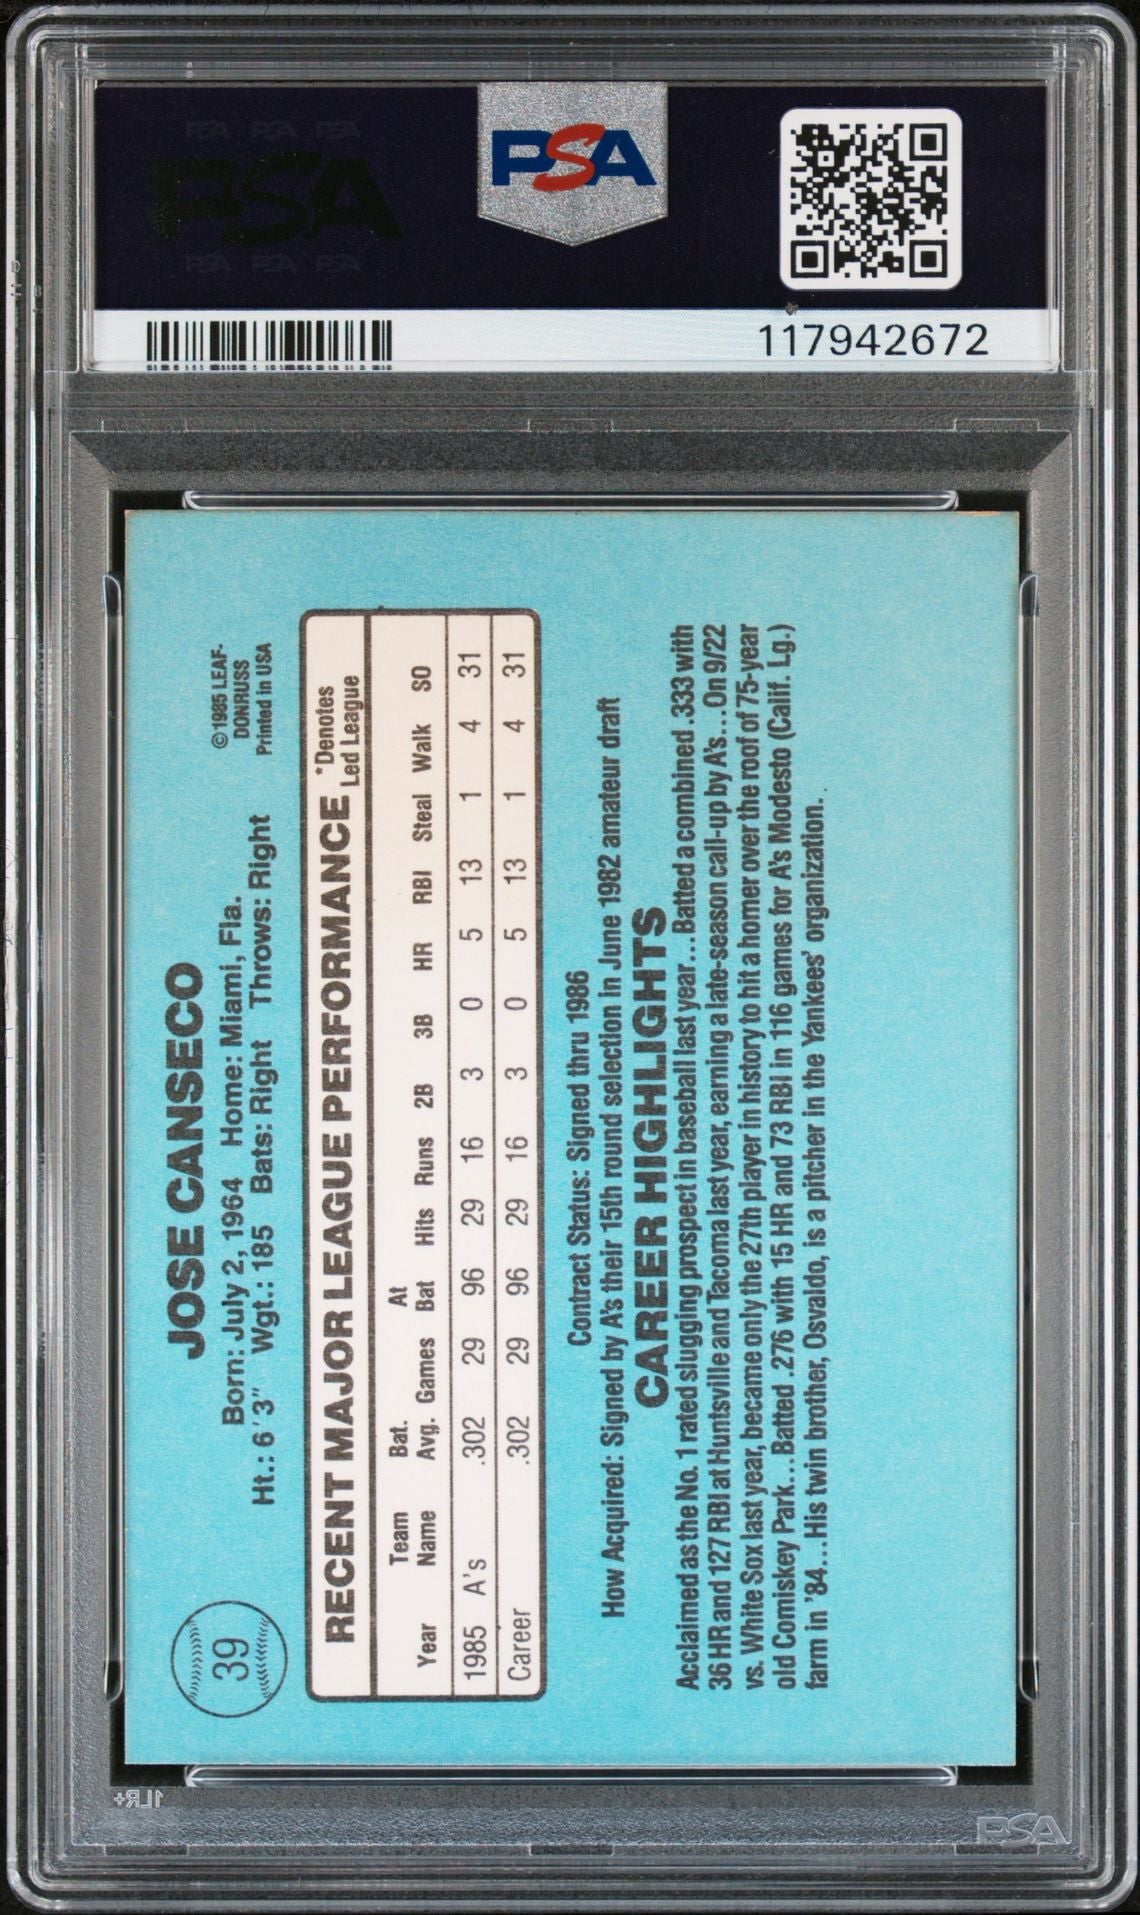 PSA PSA PSA
PSA
PSA PSA PSA
PSA
117942672
39
JOSE CANSECO
Born: July 2, 1964 Home: Miami, Fla.
Ht.: 6'3" Wgt.: 185 Bats: Right Throws: Right
© 1985 LEAF-
DONRUSS
Printed in USA
RECENT MAJOR LEAGUE PERFORMANCE *Denotes
Led League
Year Team Name Bat. Avg. Games At Bat Hits Runs 2B 3B HR RBI Steal Walk SO
1985 A's .302 29 96 29 16 3 0 5 13 1 4 31
Career .302 29 96 29 16 3 0 5 13 1 4 31
Contract Status: Signed thru 1986
How Acquired: Signed by A's their 15th round selection in June 1982 amateur draft
CAREER HIGHLIGHTS
Acclaimed as the No. 1 rated slugging prospect in baseball last year...Batted a combined .333 with
36 HR and 127 RBI at Huntsville and Tacoma last year, earning a late-season call-up by A's...On 9/22
vs. White Sox last year, became only the 27th player in history to hit a homer over the roof of 75-year
old Comiskey Park...Batted .276 with 15 HR and 73 RBI in 116 games for A's Modesto (Calif. Lg.)
farm in '84...His twin brother, Osvaldo, is a pitcher in the Yankees' organization.
1LR+
PSA